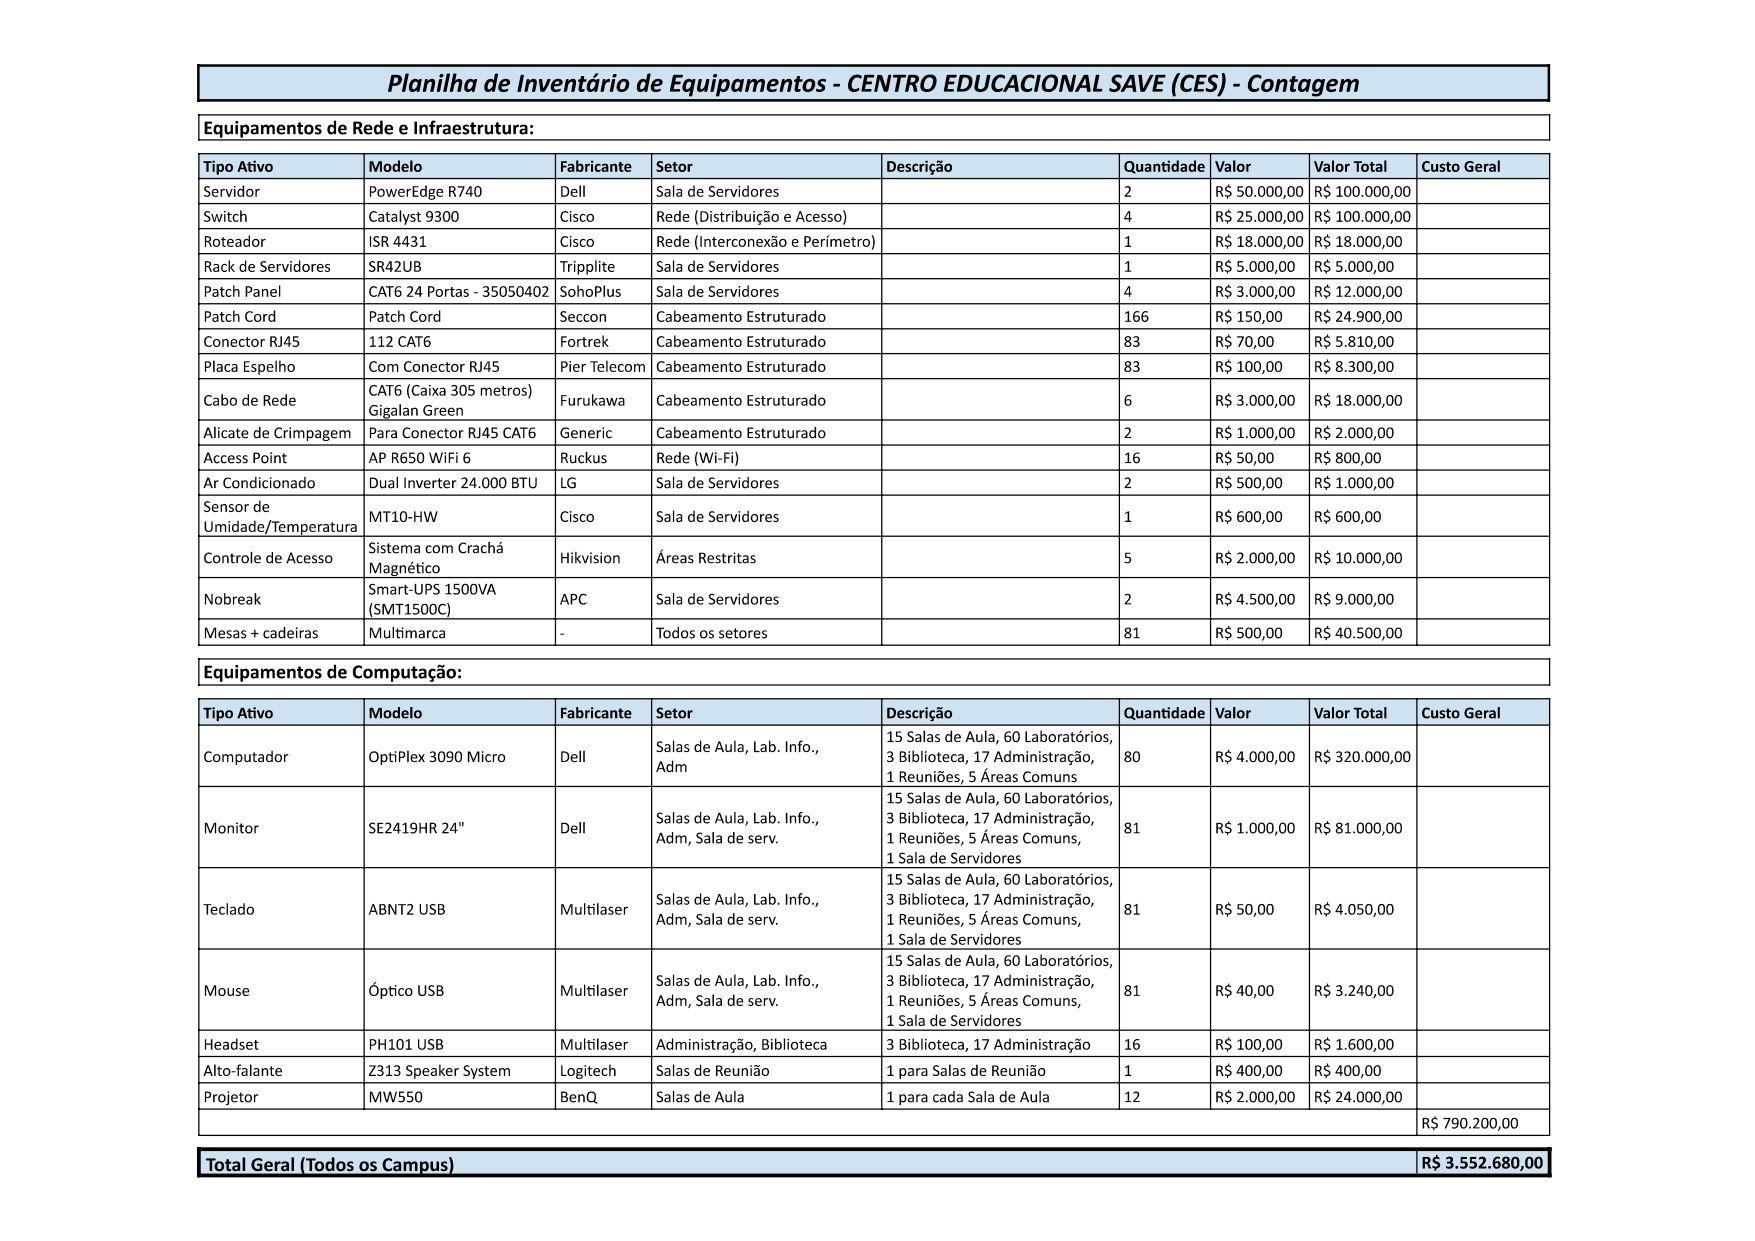 Planilha de Inventário de Equipamentos - CENTRO EDUCACIONAL SAVE (CES) - Contagem
Equipamentos de Rede e Infraestrutura:
Tipo Ativo Modelo Fabricante Setor Descrição Quantidade Valor Valor Total Custo Geral
Servidor PowerEdge R740 Dell Sala de Servidores 2 R$ 50.000,00 R$ 100.000,00
Switch Catalyst 9300 Cisco Rede (Distribuição e Acesso) 4 R$ 25.000,00 R$ 100.000,00
Roteador ISR 4431 Cisco Rede (Interconexão e Perímetro) 1 R$ 18.000,00 R$ 18.000,00
Rack de Servidores SR42UB Tripplite Sala de Servidores 1 R$ 5.000,00 R$ 5.000,00
Patch Panel CAT6 24 Portas - 35050402 SohoPlus Sala de Servidores 4 R$ 3.000,00 R$ 12.000,00
Patch Cord Patch Cord Seccon Cabeamento Estruturado 166 R$ 150,00 R$ 24.900,00
Conector RJ45 112 CAT6 Fortrek Cabeamento Estruturado 83 R$ 70,00 R$ 5.810,00
Placa Espelho Com Conector RJ45 Pier Telecom Cabeamento Estruturado 83 R$ 100,00 R$ 8.300,00
Cabo de Rede CAT6 (Caixa 305 metros)
Gigalan Green Furukawa Cabeamento Estruturado 6 R$ 3.000,00 R$ 18.000,00
Alicate de Crimpagem Para Conector RJ45 CAT6 Generic Cabeamento Estruturado 2 R$ 1.000,00 R$ 2.000,00
Access Point AP R650 WiFi 6 Ruckus Rede (Wi-Fi) 16 R$ 50,00 R$ 800,00
Ar Condicionado Dual Inverter 24.000 BTU LG Sala de Servidores 2 R$ 500,00 R$ 1.000,00
Sensor de
Umidade/Temperatura MT10-HW Cisco Sala de Servidores 1 R$ 600,00 R$ 600,00
Controle de Acesso Sistema com Crachá
Magnético Hikvision Áreas Restritas 5 R$ 2.000,00 R$ 10.000,00
Nobreak Smart-UPS 1500VA
(SMT1500C) APC Sala de Servidores 2 R$ 4.500,00 R$ 9.000,00
Mesas + cadeiras Multimarca - Todos os setores 81 R$ 500,00 R$ 40.500,00
Equipamentos de Computação:
Tipo Ativo Modelo Fabricante Setor Descrição Quantidade Valor Valor Total Custo Geral
Computador OptiPlex 3090 Micro Dell Salas de Aula, Lab. Info.,
Adm 15 Salas de Aula, 60 Laboratórios,
3 Biblioteca, 17 Administração,
1 Reuniões, 5 Áreas Comuns 80 R$ 4.000,00 R$ 320.000,00
Monitor SE2419HR 24" Dell Salas de Aula, Lab. Info.,
Adm, Sala de serv. 15 Salas de Aula, 60 Laboratórios,
3 Biblioteca, 17 Administração,
1 Reuniões, 5 Áreas Comuns,
1 Sala de Servidores 81 R$ 1.000,00 R$ 81.000,00
Teclado ABNT2 USB Multilaser Salas de Aula, Lab. Info.,
Adm, Sala de serv. 15 Salas de Aula, 60 Laboratórios,
3 Biblioteca, 17 Administração,
1 Reuniões, 5 Áreas Comuns,
1 Sala de Servidores 81 R$ 50,00 R$ 4.050,00
Mouse Óptico USB Multilaser Salas de Aula, Lab. Info.,
Adm, Sala de serv. 15 Salas de Aula, 60 Laboratórios,
3 Biblioteca, 17 Administração,
1 Reuniões, 5 Áreas Comuns,
1 Sala de Servidores 81 R$ 40,00 R$ 3.240,00
Headset PH101 USB Multilaser Administração, Biblioteca 3 Biblioteca, 17 Administração 16 R$ 100,00 R$ 1.600,00
Alto-falante Z313 Speaker System Logitech Salas de Reunião 1 para Salas de Reunião 1 R$ 400,00 R$ 400,00
Projetor MW550 BenQ Salas de Aula 1 para cada Sala de Aula 12 R$ 2.000,00 R$ 24.000,00
R$ 790.200,00
Total Geral (Todos os Campus) R$ 3.552.680,00